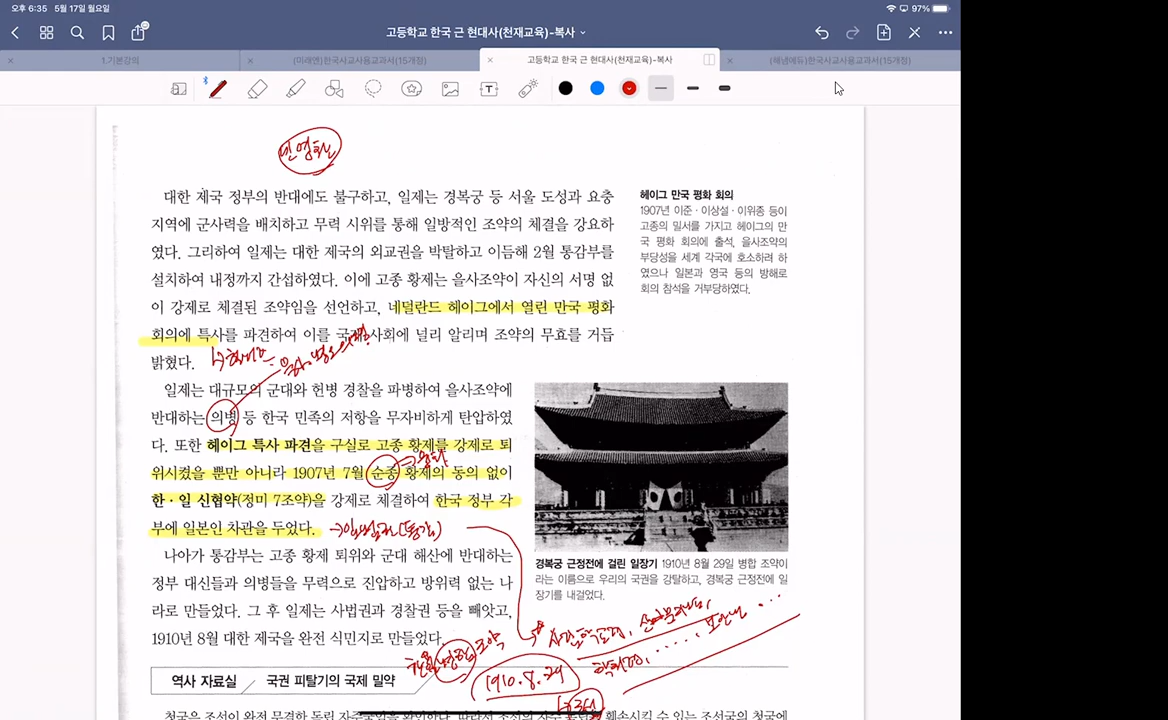 오후 6:35 5월 17일 월요일
97%
고등학교 한국 근 현대사(천재교육)-복사
1.기본강의
(미래엔)한국사교사용교과서(15개정)
고등학교 한국 근 현대사(천재교육)-복사
(해냄에듀)한국사교사용교과서(15개정)
대한 제국 정부의 반대에도 불구하고, 일제는 경복궁 등 서울 도성과 요충
지역에 군사력을 배치하고 무력 시위를 통해 일방적인 조약의 체결을 강요하
였다. 그리하여 일제는 대한 제국의 외교권을 박탈하고 이듬해 2월 통감부를
설치하여 내정까지 간섭하였다. 이에 고종 황제는 을사조약이 자신의 서명 없
이 강제로 체결된 조약임을 선언하고, 네덜란드 헤이그에서 열린 만국 평화
회의에 특사를 파견하여 이를 국제 사회에 널리 알리며 조약의 무효를 거듭
밝혔다.
일제는 대규모의 군대와 헌병 경찰을 파병하여 을사조약에
반대하는 의병 등 한국 민족의 저항을 무자비하게 탄압하였
다. 또한 헤이그 특사 파견을 구실로 고종 황제를 강제로 퇴
위시켰을 뿐만 아니라 1907년 7월 순종 황제의 동의 없이
한·일 신협약(정미 7조약)을 강제로 체결하여 한국 정부 각
부에 일본인 차관을 두었다.
나아가 통감부는 고종 황제 퇴위와 군대 해산에 반대하는
정부 대신들과 의병들을 무력으로 진압하고 방위력 없는 나
라로 만들었다. 그 후 일제는 사법권과 경찰권 등을 빼앗고,
1910년 8월 대한 제국을 완전 식민지로 만들었다.
헤이그 만국 평화 회의
1907년 이준·이상설·이위종 등이
고종의 밀서를 가지고 헤이그의 만
국 평화 회의에 출석, 을사조약의
부당성을 세계 각국에 호소하려 하
였으나 일본과 영국 등의 방해로
회의 참석을 거부당하였다.
경복궁 근정전에 걸린 일장기 1910년 8월 29일 병합 조약이
라는 이름으로 우리의 국권을 강탈하고, 경복궁 근정전에 일
장기를 내걸었다.
1910.8.29
역사 자료실 국권 피탈기의 국제 밀약